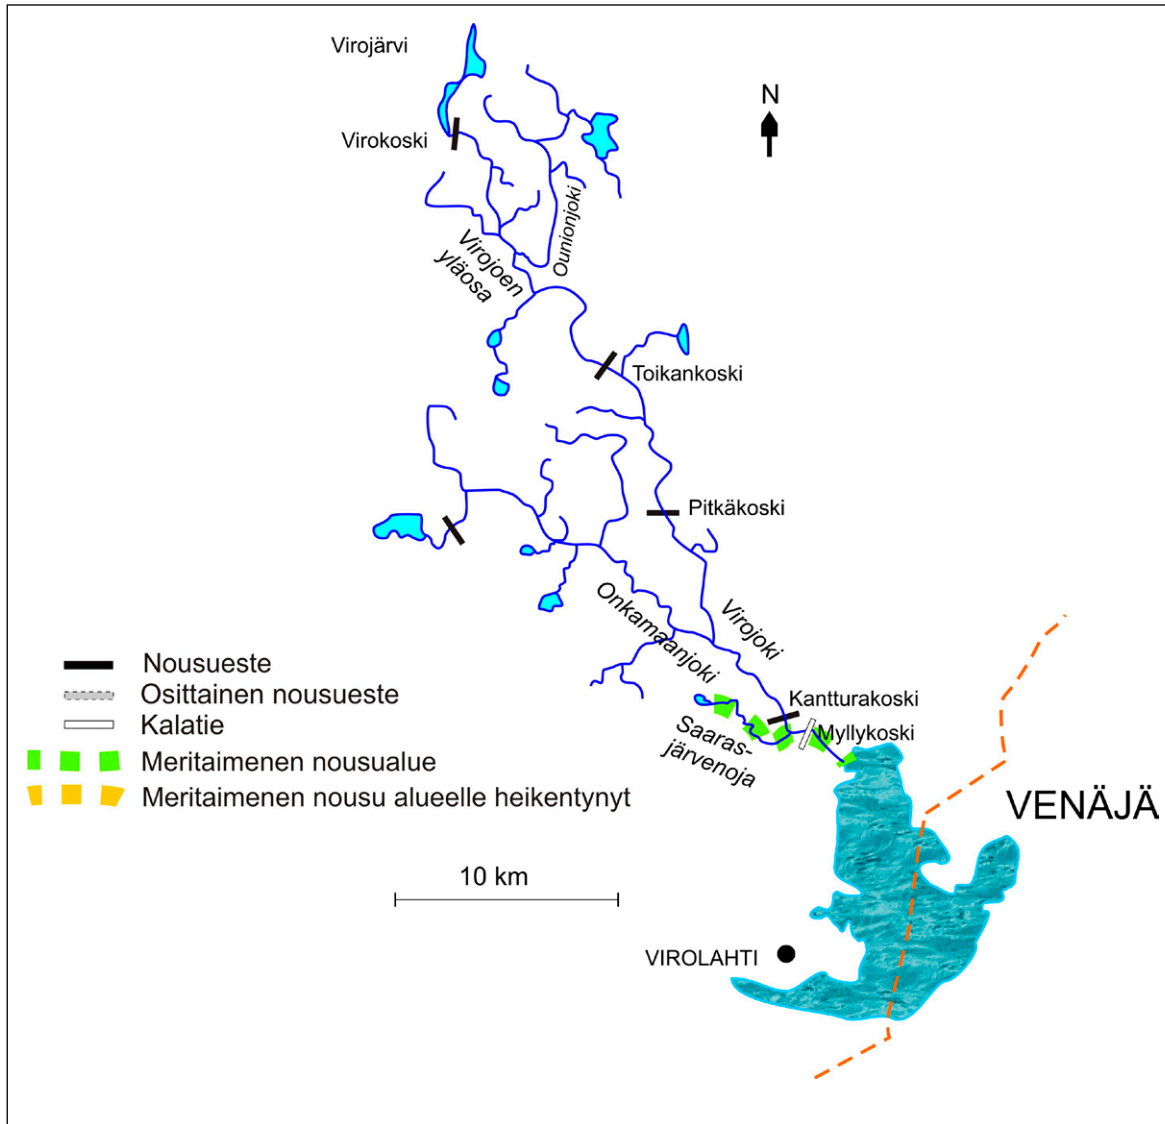 Virojärvi
N
Virokoski
Ounionjoki
Virojoen
yläosa
Toikankoski
Pitkäkoski
Onkamaanjoki
Virojoki
Nousueste
Osittainen nousueste
Kalatie
Meritaimenen nousualue
Meritaimenen nousu alueelle heikentynyt
Kantturakoski
Myllykoski
Saaras-
järvenoja
VENÄJÄ
10 km
VIROLAHTI